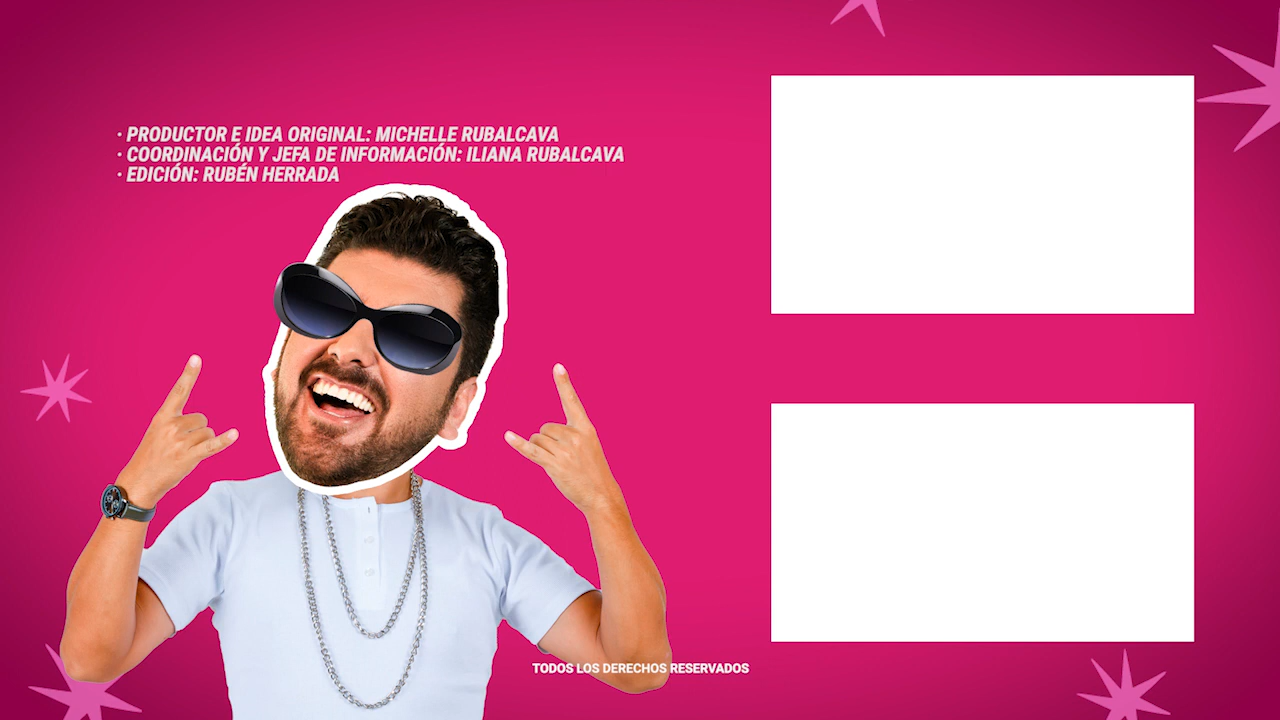 · PRODUCTOR E IDEA ORIGINAL: MICHELLE RUBALCAVA
· COORDINACIÓN Y JEFA DE INFORMACIÓN: ILIANA RUBALCAVA
· EDICIÓN: RUBÉN HERRADA
TODOS LOS DERECHOS RESERVADOS